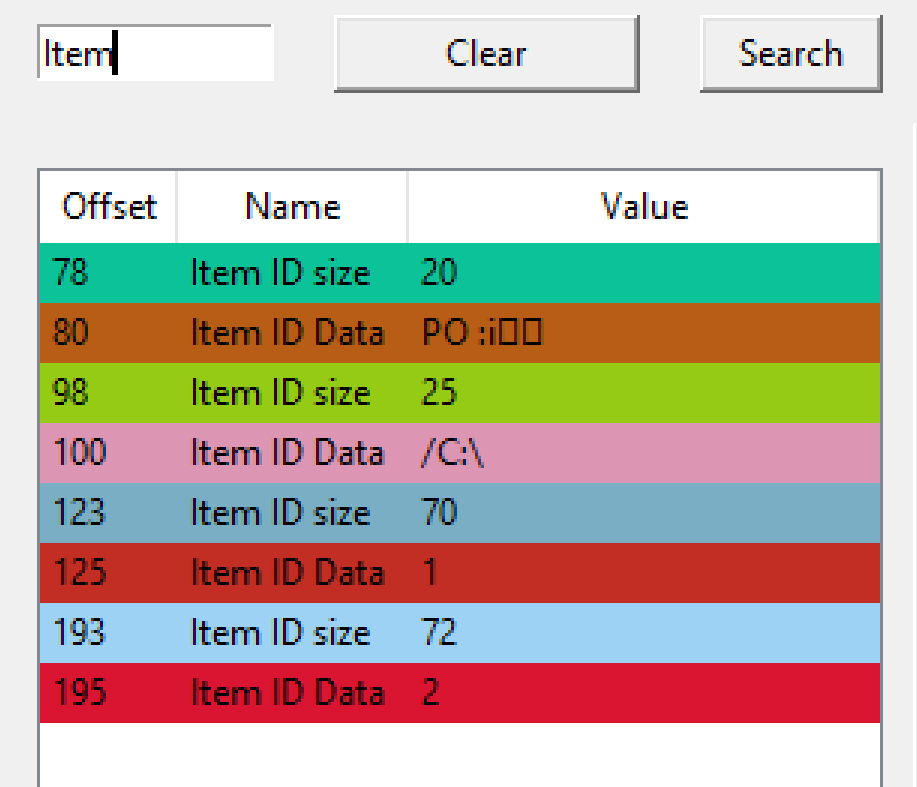 Item Clear Search
Offset Name Value
78 Item ID size 20
80 Item ID Data PO :i□□
98 Item ID size 25
100 Item ID Data /C:\
123 Item ID size 70
125 Item ID Data 1
193 Item ID size 72
195 Item ID Data 2